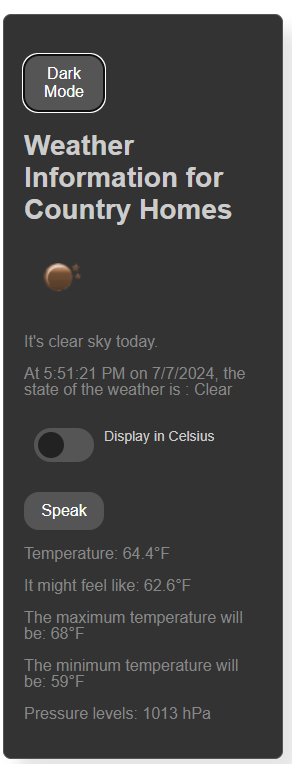 Dark
Mode
Weather
Information for
Country Homes
It's clear sky today.
At 5:51:21 PM on 7/7/2024, the
state of the weather is : Clear
Display in Celsius
Speak
Temperature: 64.4°F
It might feel like: 62.6°F
The maximum temperature will
be: 68°F
The minimum temperature will
be: 59°F
Pressure levels: 1013 hPa